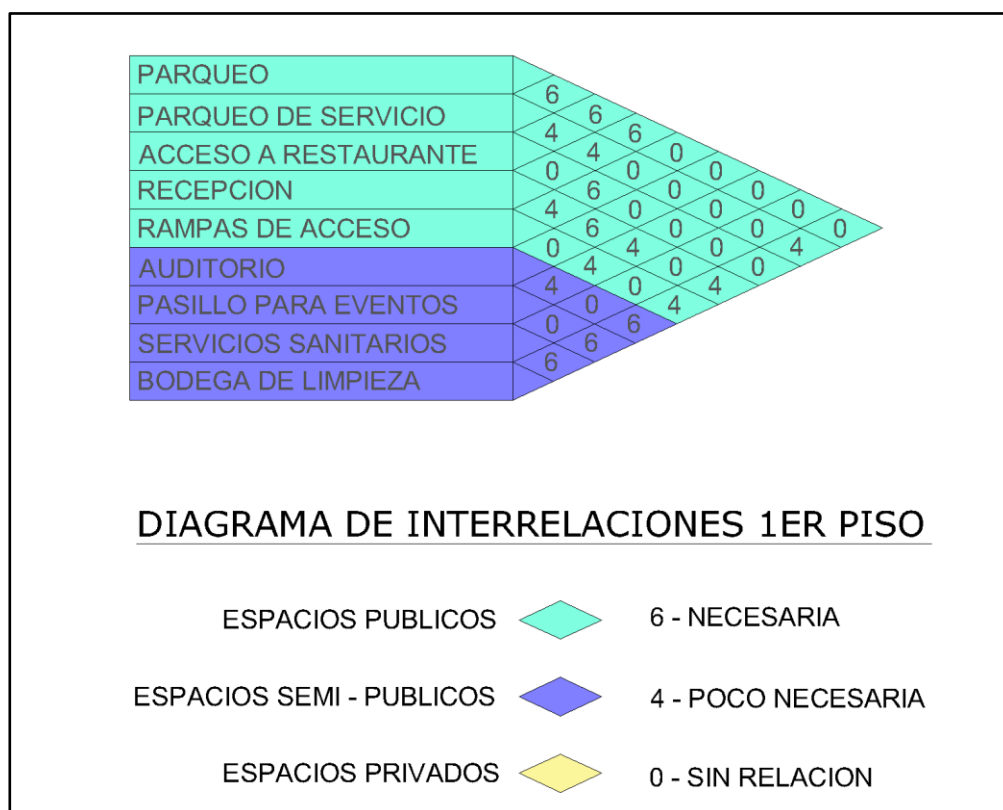 PARQUEO
6
PARQUEO DE SERVICIO 6
4 6
ACCESO A RESTAURANTE 4 0
0 0 0
RECEPCION 6 0 0
4 0 0 0
RAMPAS DE ACCESO 6 0 0 0
0 4 0 4
AUDITORIO 4 0 0
4 0 4
PASILLO PARA EVENTOS 0 4
0 6
SERVICIOS SANITARIOS 6
6
BODEGA DE LIMPIEZA
DIAGRAMA DE INTERRELACIONES 1ER PISO
ESPACIOS PUBLICOS 6 - NECESARIA
ESPACIOS SEMI - PUBLICOS 4 - POCO NECESARIA
ESPACIOS PRIVADOS 0 - SIN RELACION